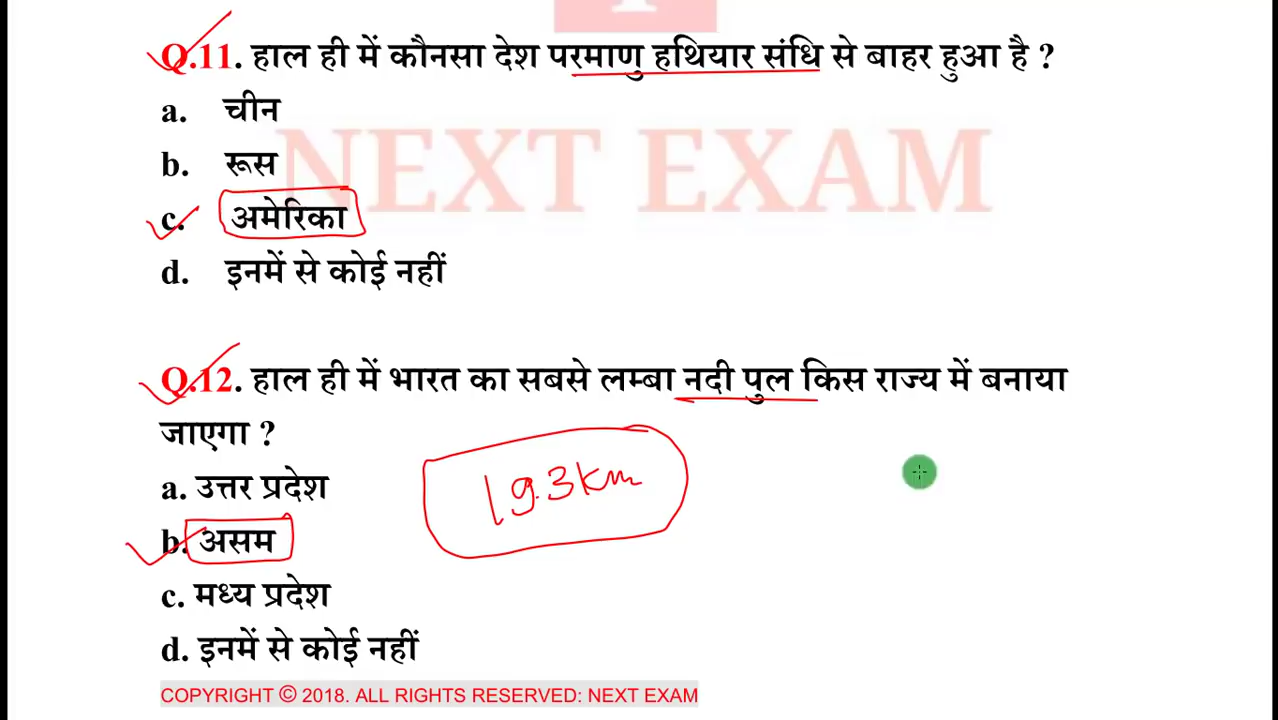 Q.11. हाल ही में कौनसा देश परमाणु हथियार संधि से बाहर हुआ है ?
a. चीन
NEXT EXAM
b. रूस
c. अमेरिका
d. इनमें से कोई नहीं
Q.12. हाल ही में भारत का सबसे लम्बा नदी पुल किस राज्य में बनाया
जाएगा ?
a. उत्तर प्रदेश
19.3km
b. असम
c. मध्य प्रदेश
d. इनमें से कोई नहीं
COPYRIGHT © 2018. ALL RIGHTS RESERVED: NEXT EXAM